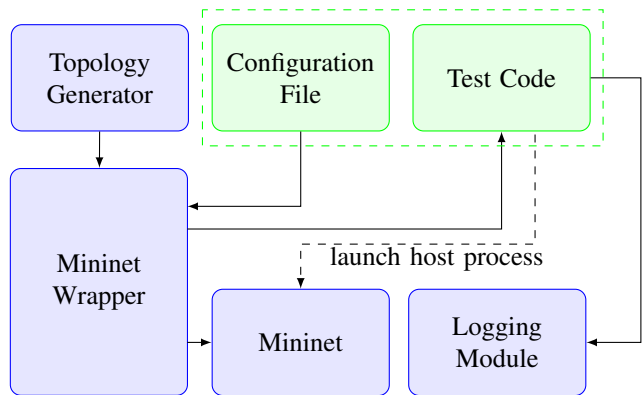 Topology
Generator
Configuration
File
Test Code
Mininet
Wrapper
launch host process
Mininet
Logging
Module